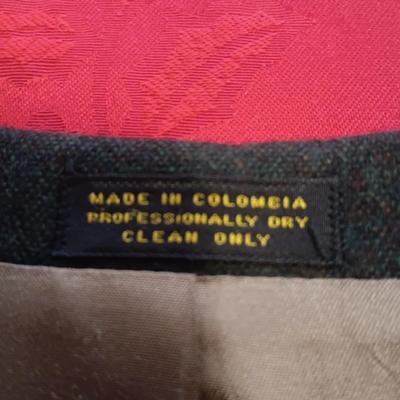 MADE IN COLOMBIA
PROFESSIONALLY DRY
CLEAN ONLY